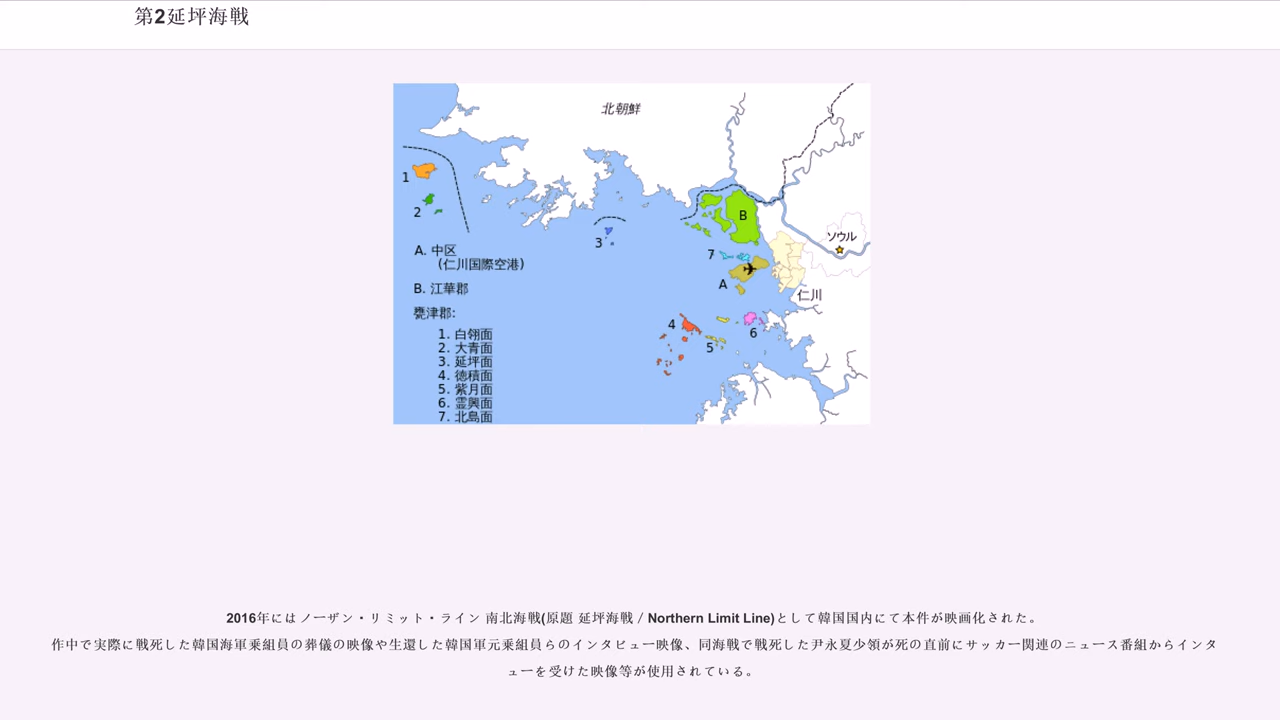 第2延坪海戦
北朝鮮
1
2
3
B
ソウル
7
A
仁川
4
5
6
A. 中区
(仁川国際空港)
B. 江華郡
甕津郡:
1. 白翎面
2. 大青面
3. 延坪面
4. 徳積面
5. 紫月面
6. 霊興面
7. 北島面
2016年にはノーザン・リミット・ライン 南北海戦(原題 延坪海戦 / Northern Limit Line)として韓国国内にて本件が映画化された。
作中で実際に戦死した韓国海軍乗組員の葬儀の映像や生還した韓国軍元乗組員らのインタビュー映像、同海戦で戦死した尹永夏少領が死の直前にサッカー関連のニュース番組からインタ
ューを受けた映像等が使用されている。